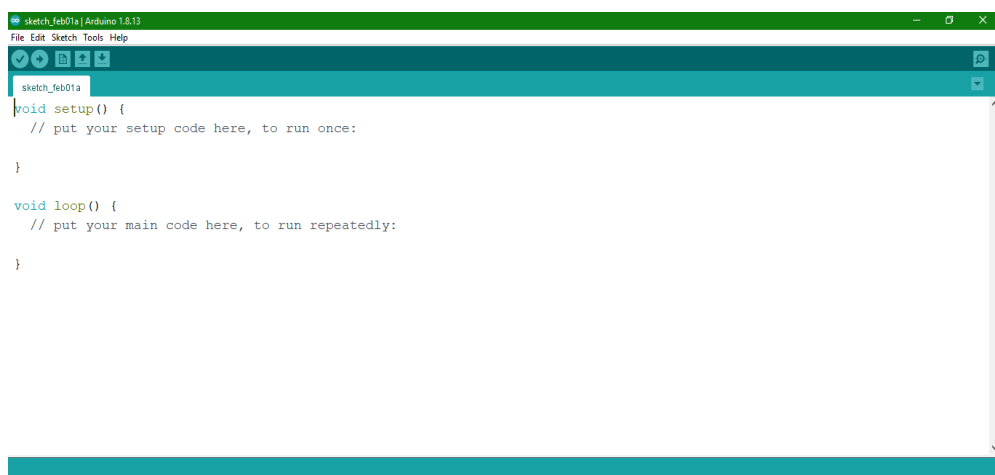 sketch_feb01a | Arduino 1.8.13
File Edit Sketch Tools Help
sketch_feb01a
void setup() {
  // put your setup code here, to run once:

}

void loop() {
  // put your main code here, to run repeatedly:

}